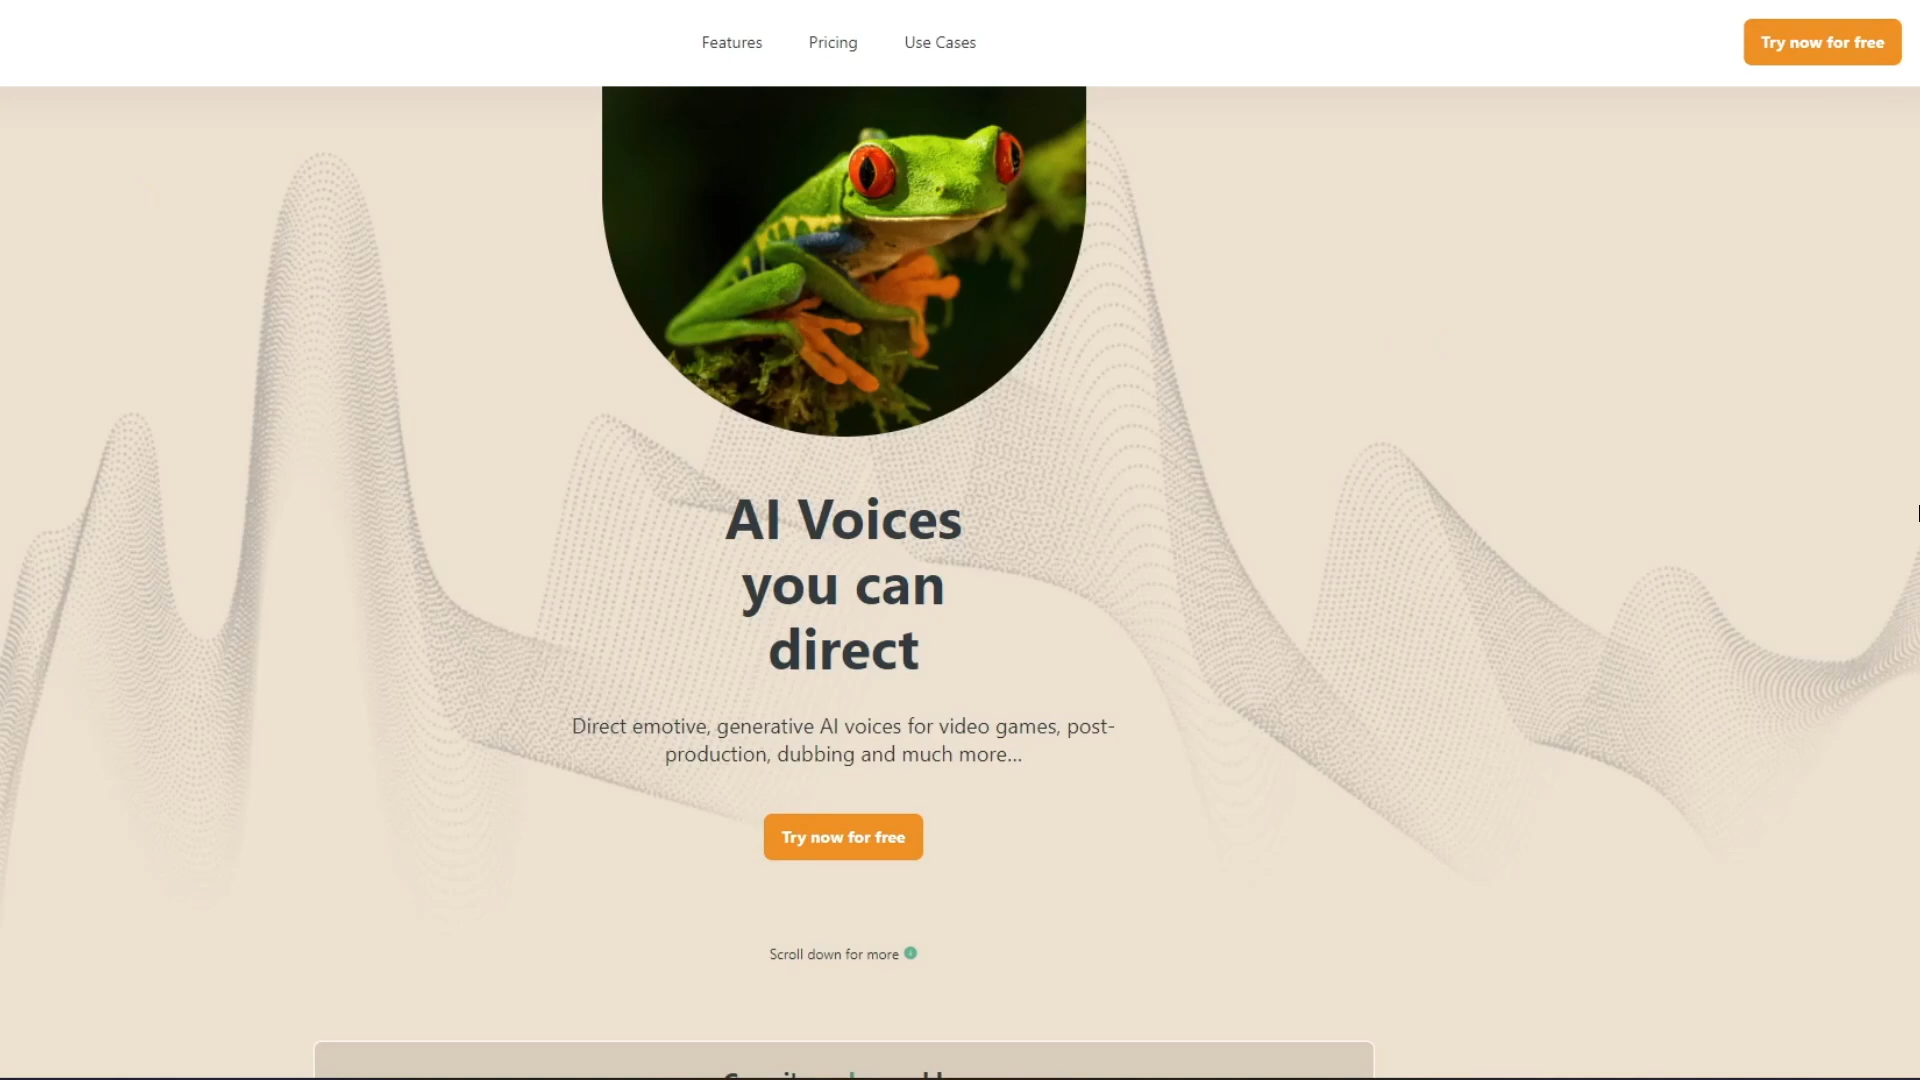 Features
Pricing
Use Cases
Try now for free
AI Voices
you can
direct
Direct emotive, generative AI voices for video games, post-
production, dubbing and much more...
Try now for free
Scroll down for more